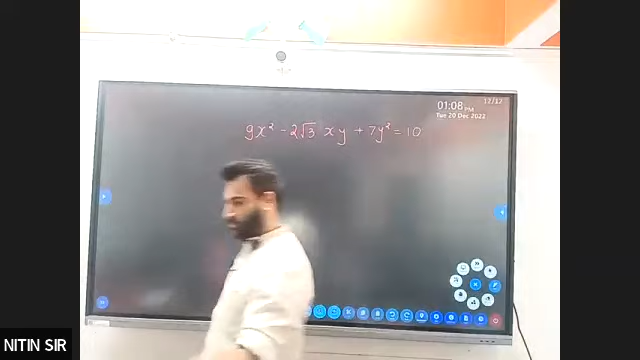 12/12
01:08 PM
Tue 20 Dec 2022
9x² - 2√3 xy + 7y² = 10
NITIN SIR